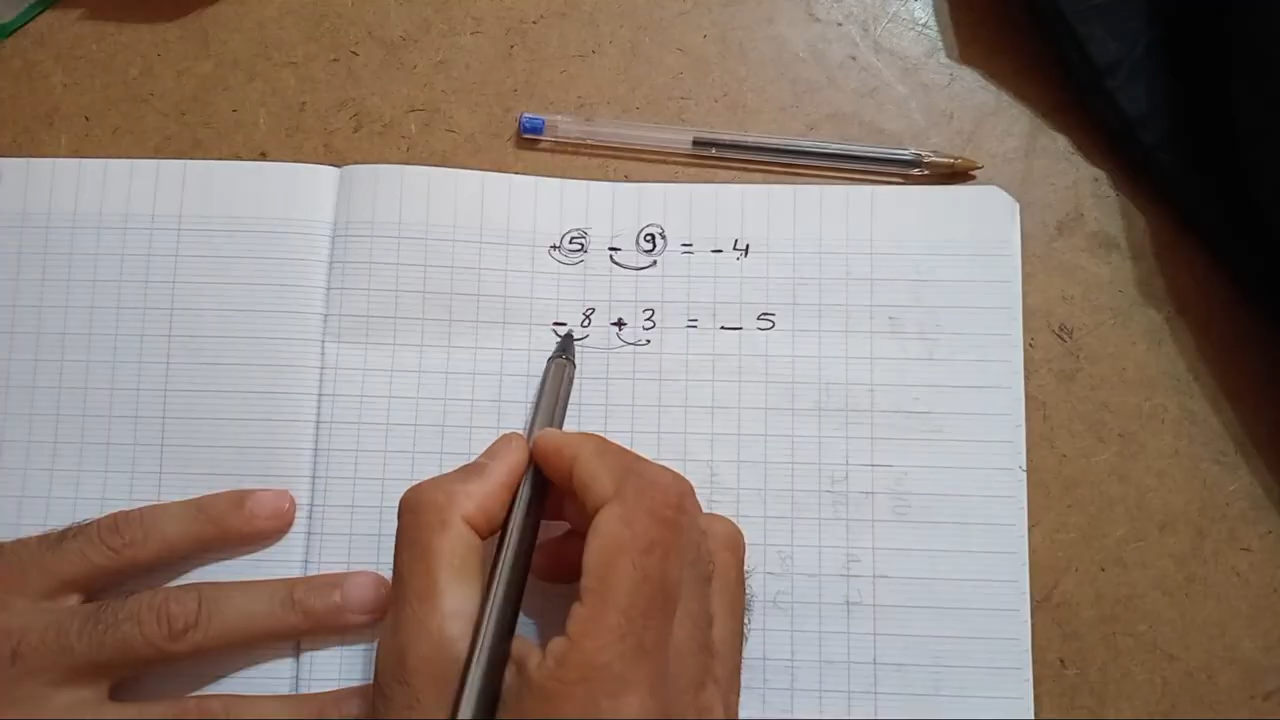 +5 - 9 = - 4
- 8 + 3 = - 5